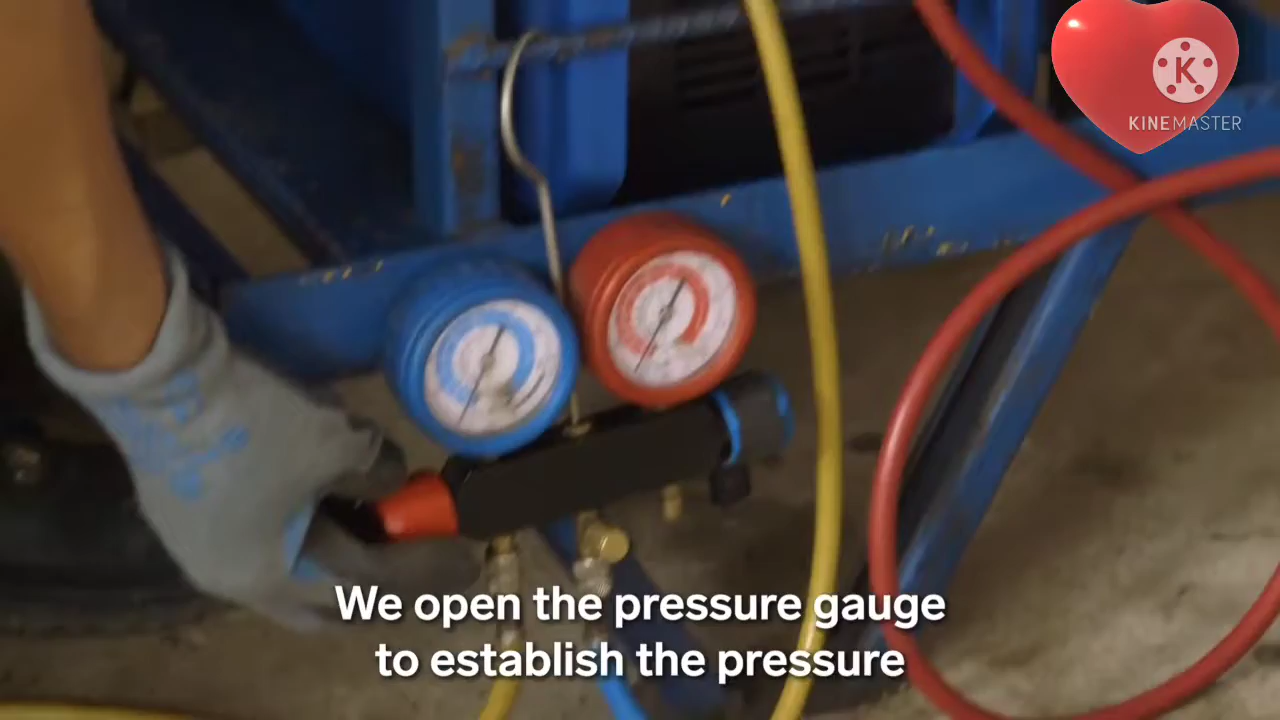 K
KINEMASTER
We open the pressure gauge
to establish the pressure